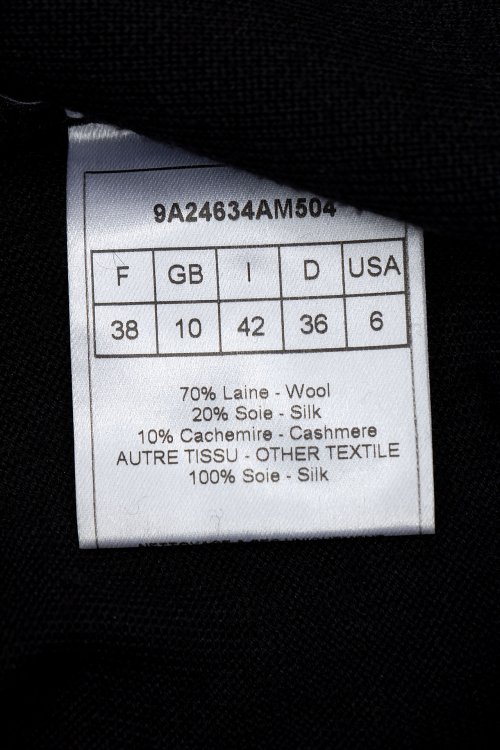 9A24634AM504
F GB I D USA
38 10 42 36 6
70% Laine - Wool
20% Soie - Silk
10% Cachemire - Cashmere
AUTRE TISSU - OTHER TEXTILE
100% Soie - Silk